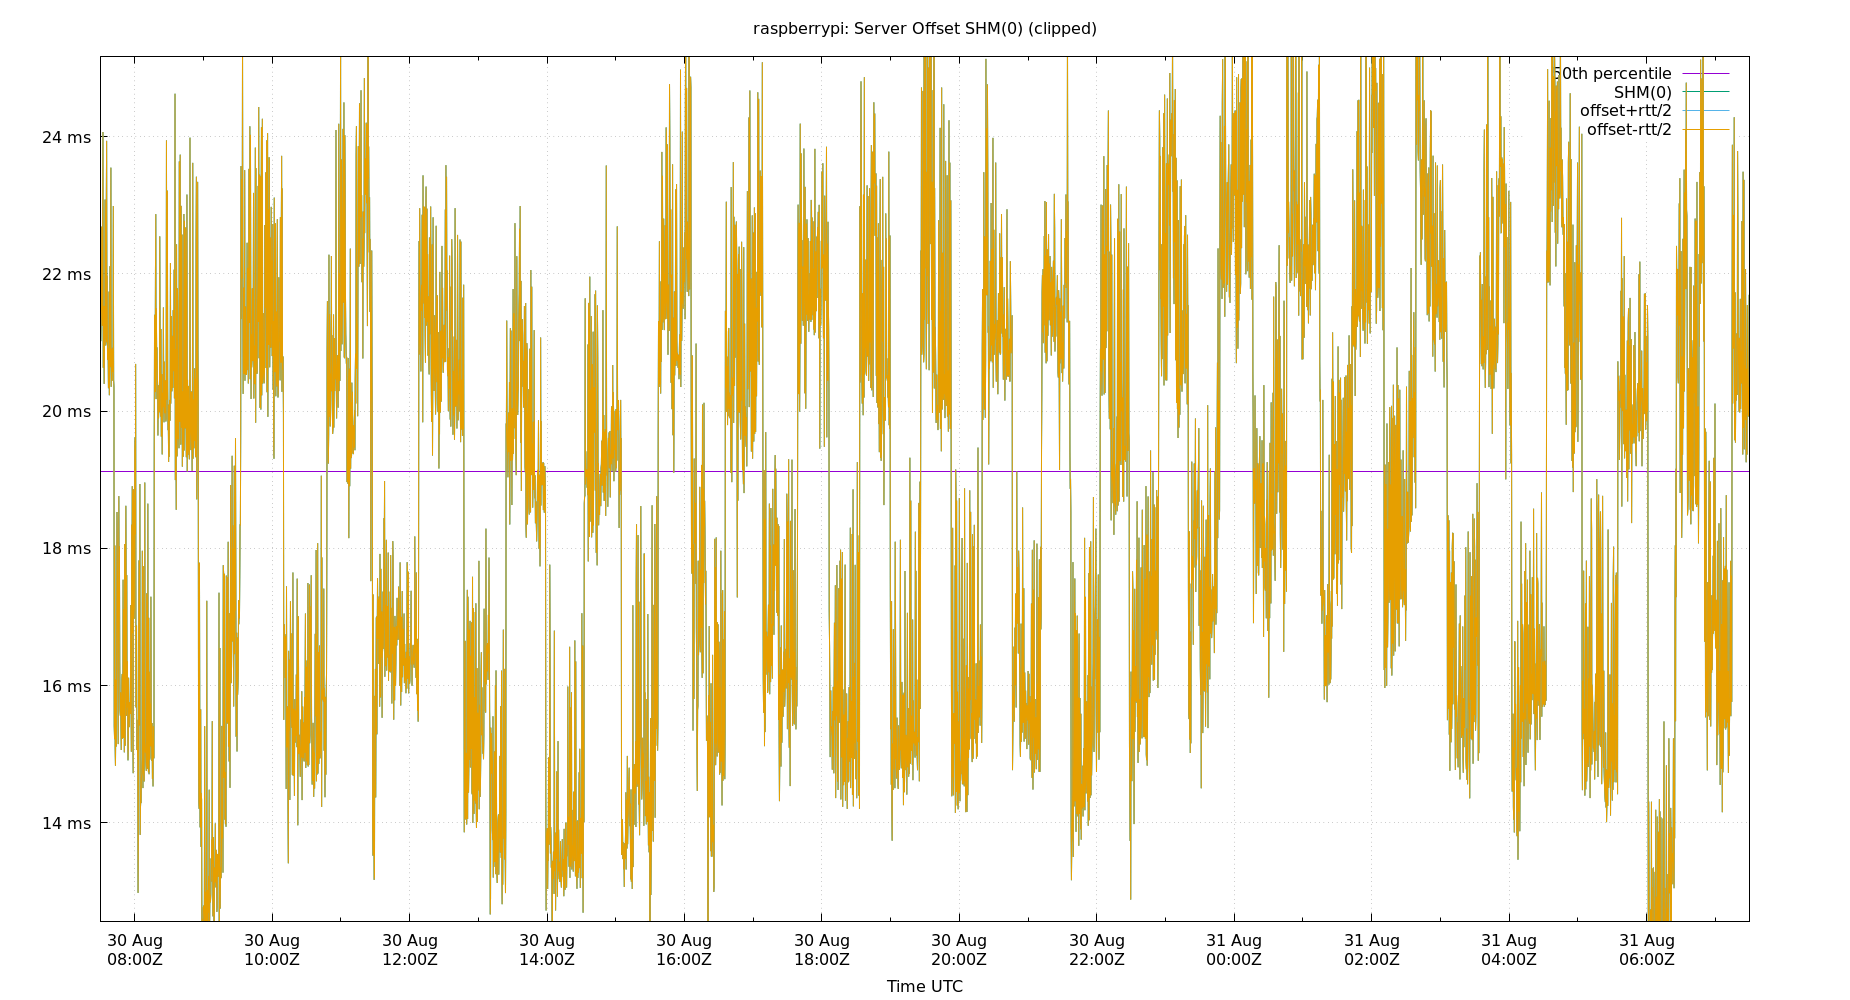 raspberrypi: Server Offset SHM(0) (clipped)
50th percentile
SHM(0)
offset+rtt/2
offset-rtt/2
24 ms
22 ms
20 ms
18 ms
16 ms
14 ms
30 Aug 30 Aug 30 Aug 30 Aug 30 Aug 30 Aug 30 Aug 30 Aug 31 Aug 31 Aug 31 Aug 31 Aug
08:00Z 10:00Z 12:00Z 14:00Z 16:00Z 18:00Z 20:00Z 22:00Z 00:00Z 02:00Z 04:00Z 06:00Z
Time UTC